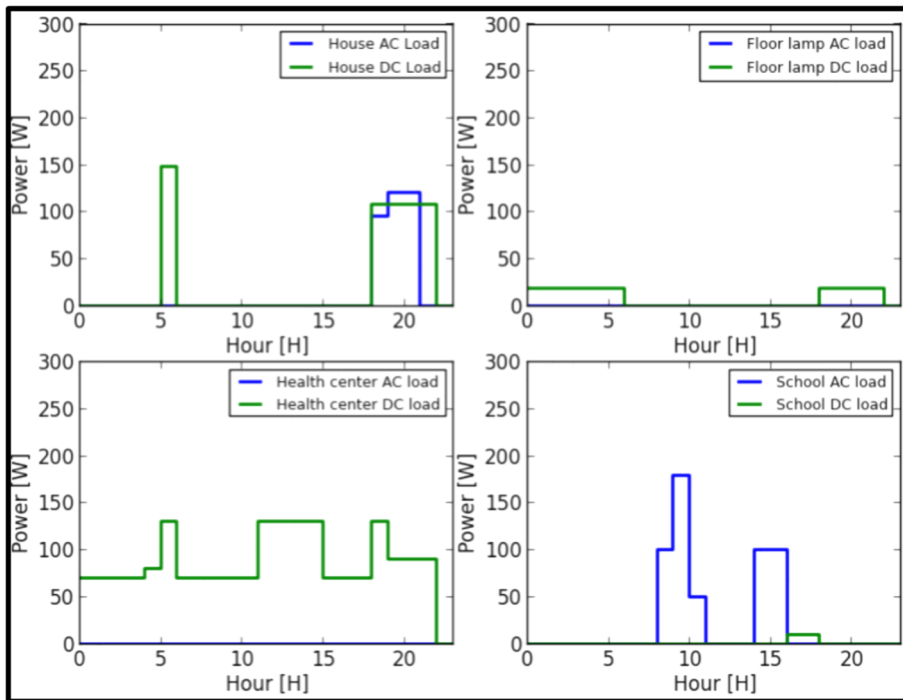 300
250
200
150
100
50
0
Power [W]
House AC Load
House DC Load
0 5 10 15 20
Hour [H]
300
250
200
150
100
50
0
Power [W]
Floor lamp AC load
Floor lamp DC load
0 5 10 15 20
Hour [H]
300
250
200
150
100
50
0
Power [W]
Health center AC load
Health center DC load
0 5 10 15 20
Hour [H]
300
250
200
150
100
50
0
Power [W]
School AC load
School DC load
0 5 10 15 20
Hour [H]